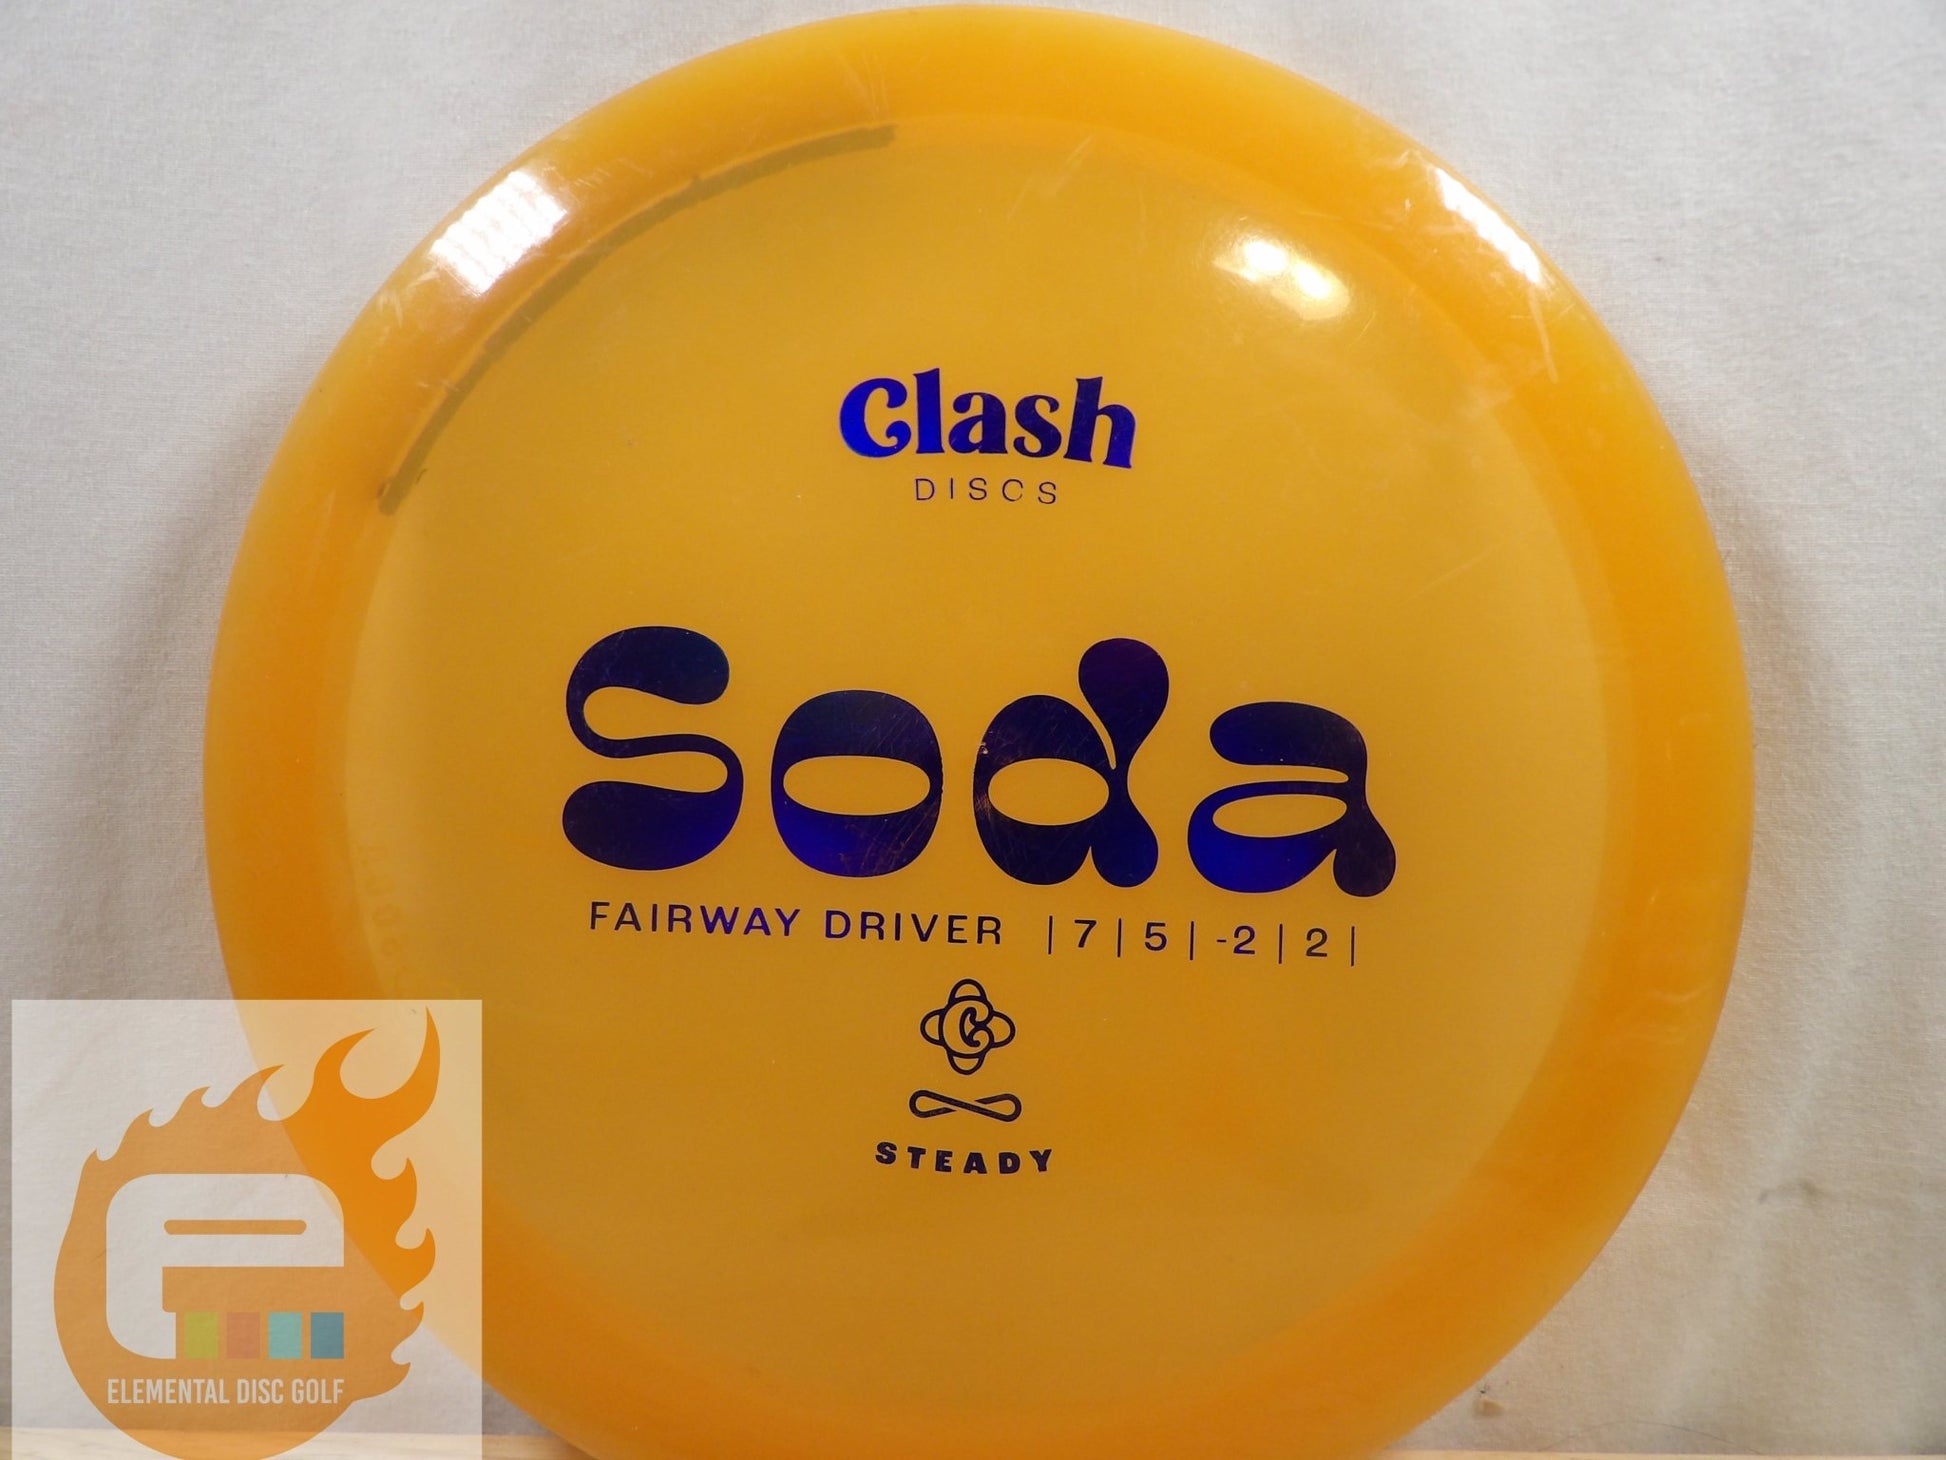 Clash
DISCS
Soda
FAIRWAY DRIVER | 7 | 5 | -2 | 2 |
C
STEADY
ELEMENTAL DISC GOLF